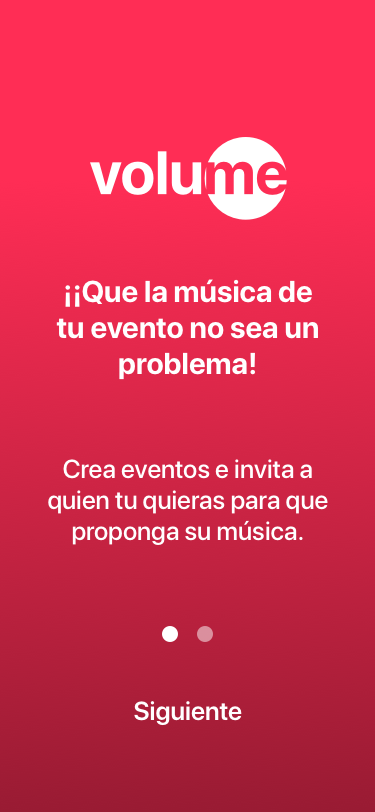 volume
¡¡Que la música de
tu evento no sea un
problema!
Crea eventos e invita a
quien tu quieras para que
proponga su música.
Siguiente